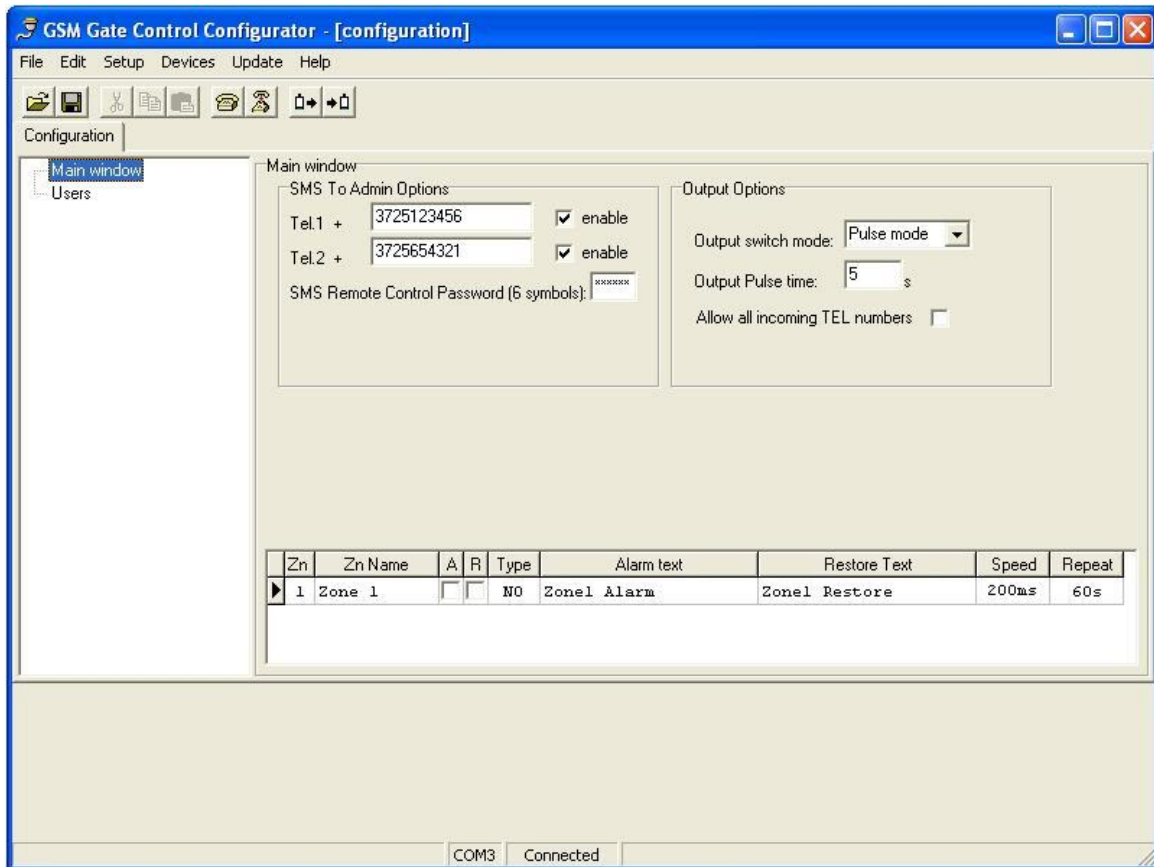 GSM Gate Control Configurator - [configuration]
File Edit Setup Devices Update Help
Configuration
Main window
Users
Main window
SMS To Admin Options
Tel.1 + 3725123456 enable
Tel.2 + 3725654321 enable
SMS Remote Control Password (6 symbols): ××××××
Output Options
Output switch mode: Pulse mode
Output Pulse time: 5 s
Allow all incoming TEL numbers
Zn Zn Name A R Type Alarm text Restore Text Speed Repeat
1 Zone 1 NO Zone1 Alarm Zone1 Restore 200ms 60s
COM3 Connected